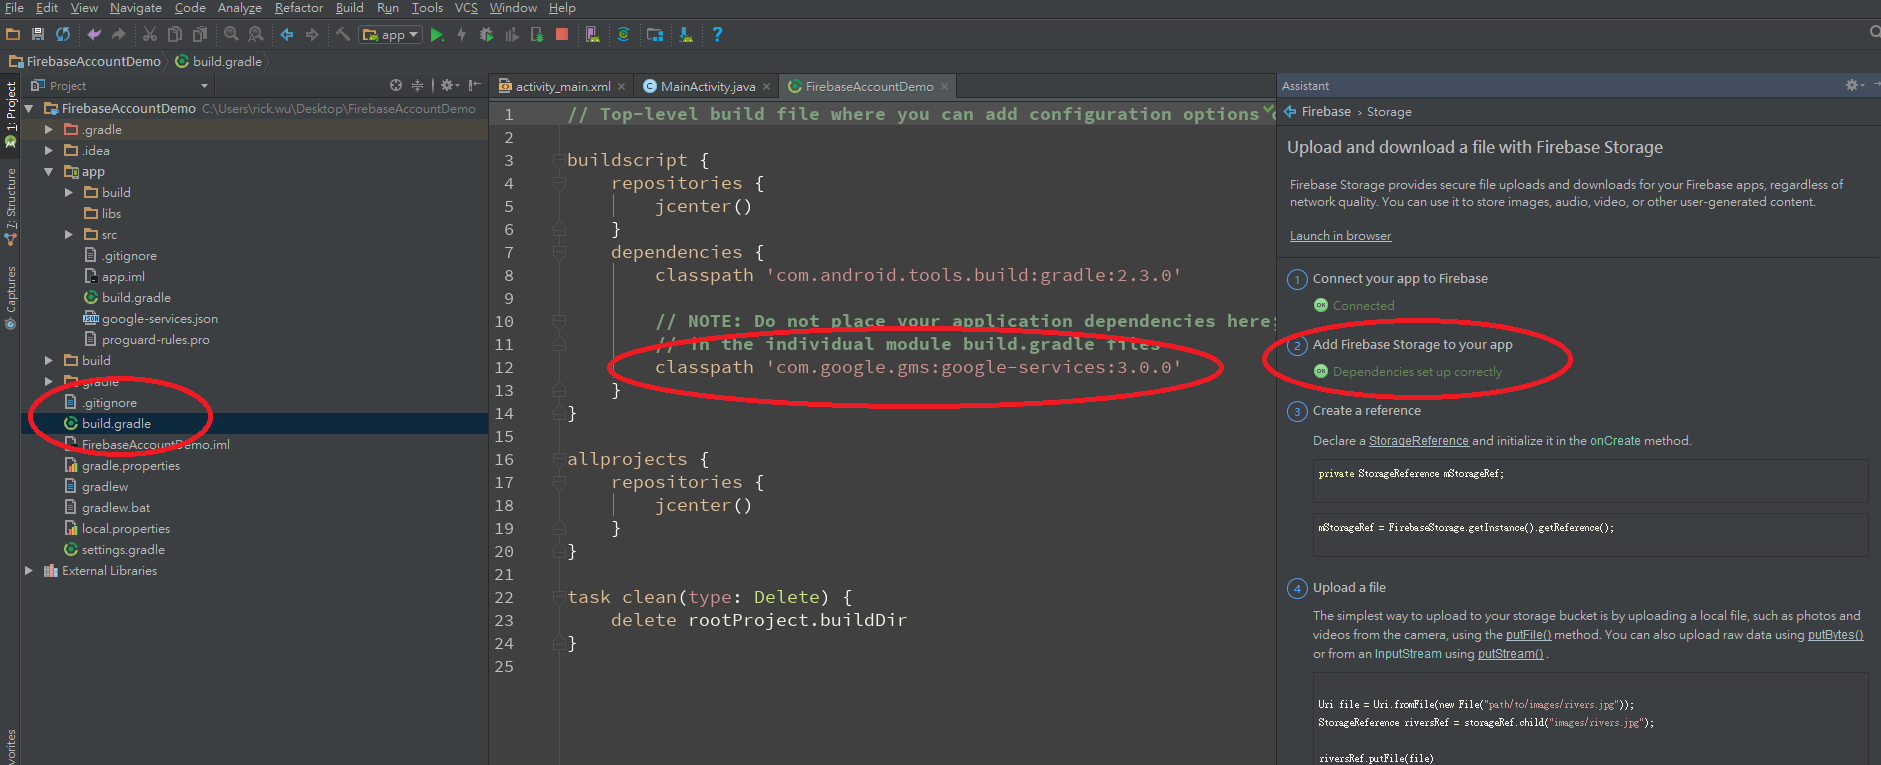 File Edit View Navigate Code Analyze Refactor Build Run Tools VCS Window Help
app
?
FirebaseAccountDemo build.gradle
1: Project
7: Structure
Captures
Project
FirebaseAccountDemo C:\Users\rick.wu\Desktop\FirebaseAccountDemo
.gradle
.idea
app
build
libs
src
.gitignore
app.iml
build.gradle
google-services.json
proguard-rules.pro
build
gradle
.gitignore
build.gradle
FirebaseAccountDemo.iml
gradle.properties
gradlew
gradlew.bat
local.properties
settings.gradle
External Libraries
activity_main.xml MainActivity.java FirebaseAccountDemo
1 // Top-level build file where you can add configuration options
2
3 buildscript {
4 repositories {
5 jcenter()
6 }
7 dependencies {
8 classpath 'com.android.tools.build:gradle:2.3.0'
9
10 // NOTE: Do not place your application dependencies here;
11 // in the individual module build.gradle files
12 classpath 'com.google.gms:google-services:3.0.0'
13 }
14 }
15
16 allprojects {
17 repositories {
18 jcenter()
19 }
20 }
21
22 task clean(type: Delete) {
23 delete rootProject.buildDir
24 }
25
Assistant
Firebase › Storage
Upload and download a file with Firebase Storage
Firebase Storage provides secure file uploads and downloads for your Firebase apps, regardless of
network quality. You can use it to store images, audio, video, or other user-generated content.
Launch in browser
1 Connect your app to Firebase
OK Connected
2 Add Firebase Storage to your app
OK Dependencies set up correctly
3 Create a reference
Declare a StorageReference and initialize it in the onCreate method.
private StorageReference mStorageRef;
mStorageRef = FirebaseStorage.getInstance().getReference();
4 Upload a file
The simplest way to upload to your storage bucket is by uploading a local file, such as photos and
videos from the camera, using the putFile() method. You can also upload raw data using putBytes()
or from an InputStream using putStream() .
Uri file = Uri.fromFile(new File("path/to/images/rivers.jpg"));
StorageReference riversRef = storageRef.child("images/rivers.jpg");
riversRef.putFile(file)